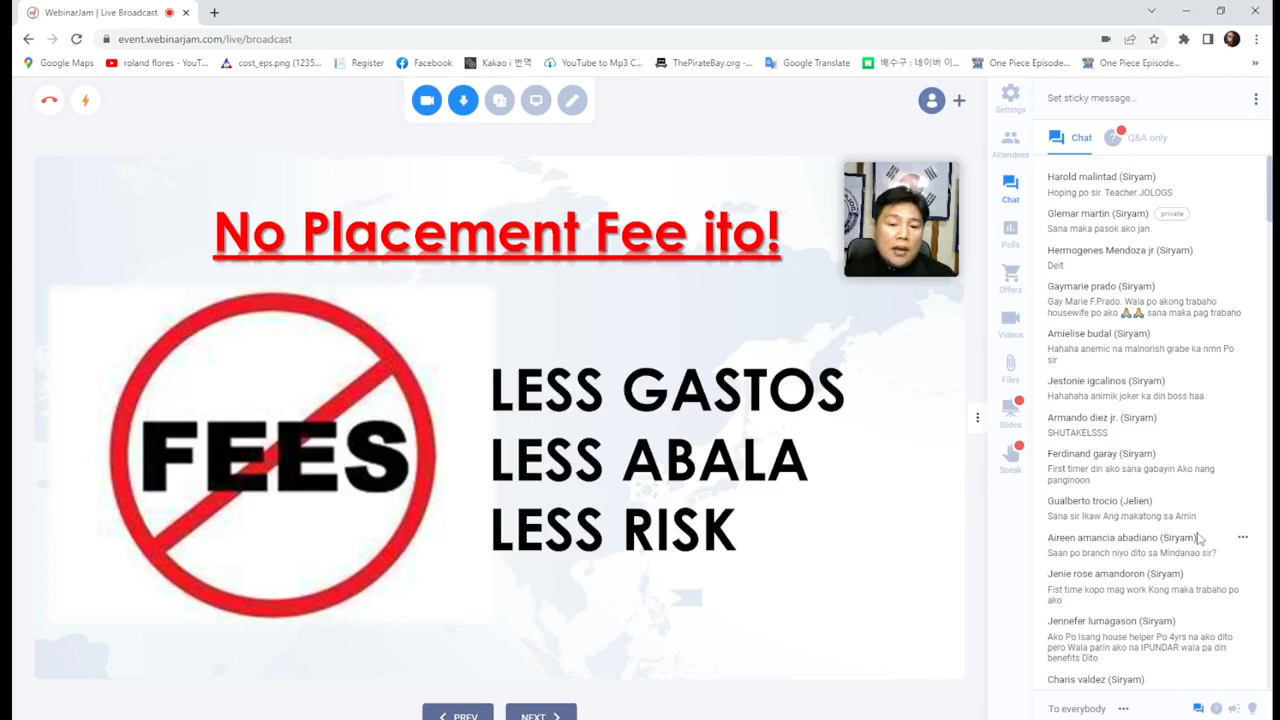 WebinarJam | Live Broadcast
event.webinarjam.com/live/broadcast
Google Maps
roland flores - YouT...
cost_eps.png (1235...
Register
Facebook
Kakao i 번역
YouTube to Mp3 C...
ThePirateBay.org -...
Google Translate
배수구 : 네이버 이...
One Piece Episode...
One Piece Episode...
No Placement Fee ito!
FEES
LESS GASTOS
LESS ABALA
LESS RISK
PREV
NEXT
Settings
Attendees
Chat
Polls
Offers
Videos
Files
Slides
Speak
Set sticky message...
Chat
Q&A only
Harold malintad (Siryam)
Hoping po sir. Teacher JOLOGS
Glemar martin (Siryam) private
Sana maka pasok ako jan.
Hermogenes Mendoza jr (Siryam)
Deit
Gaymarie prado (Siryam)
Gay Marie F.Prado. Wala po akong trabaho
housewife po ako 🙏🙏 sana maka pag trabaho
Amielise budal (Siryam)
Hahaha anemic na malnorish grabe ka nmn Po
sir
Jestonie igcalinos (Siryam)
Hahahaha animik joker ka din boss haa
Armando diez jr. (Siryam)
SHUTAKELSSS
Ferdinand garay (Siryam)
First timer din ako sana gabayin Ako nang
panginoon
Gualberto trocio (Jelien)
Sana sir Ikaw Ang makatong sa Amin
Aireen amancia abadiano (Siryam)
Saan po branch niyo dito sa Mindanao sir?
Jenie rose amandoron (Siryam)
Fist time kopo mag work Kong maka trabaho po
ako
Jennefer lumagason (Siryam)
Ako Po Isang house helper Po 4yrs na ako dito
pero Wala parin ako na IPUNDAR wala pa din
benefits Dito
Charis valdez (Siryam)
To everybody